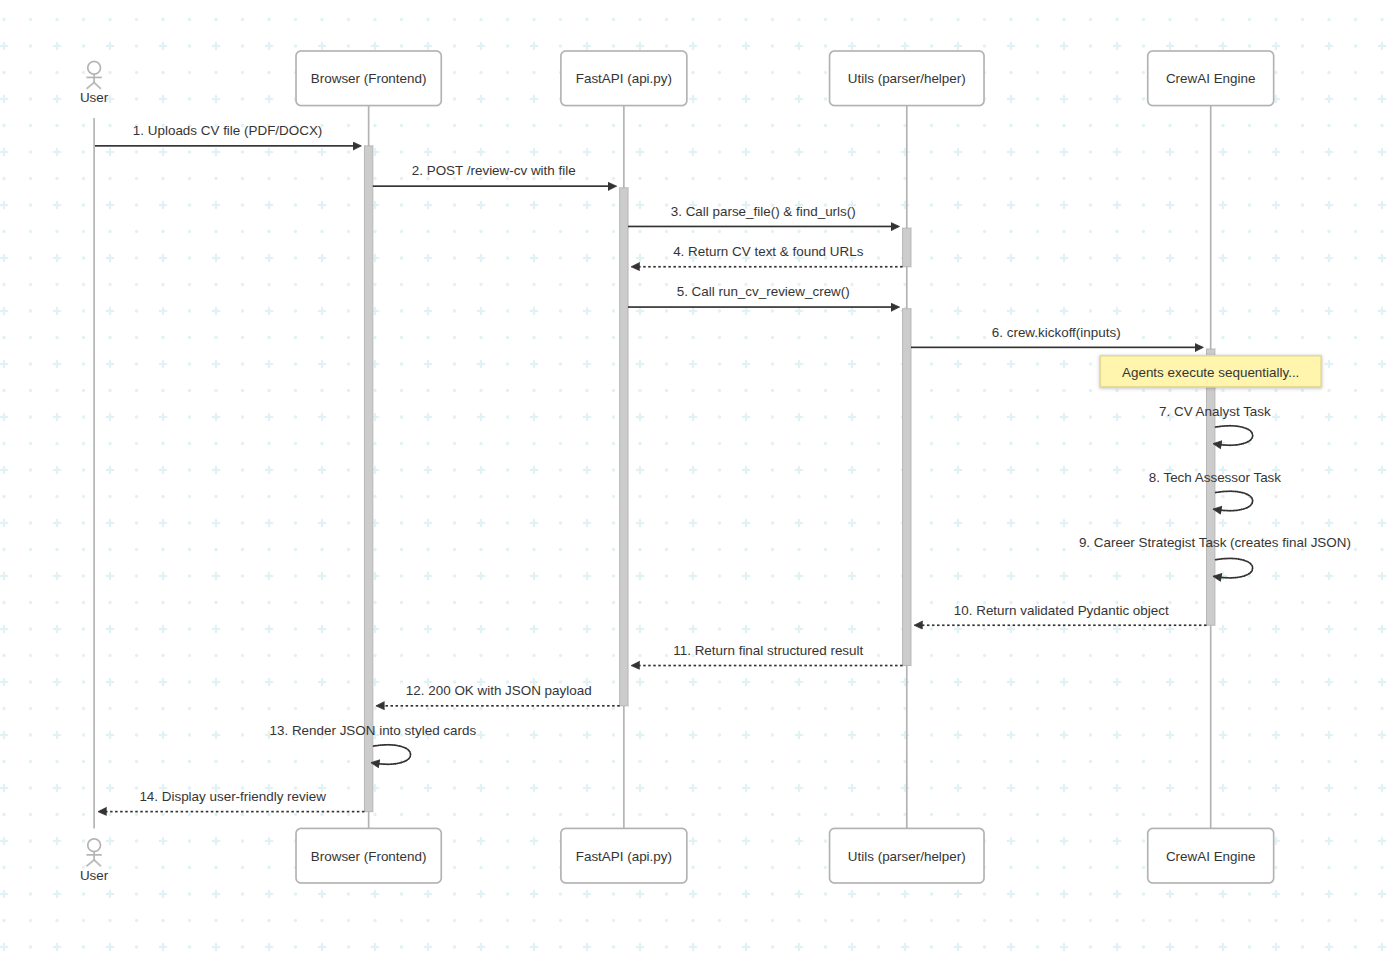 User
Browser (Frontend)
FastAPI (api.py)
Utils (parser/helper)
CrewAI Engine
1. Uploads CV file (PDF/DOCX)
2. POST /review-cv with file
3. Call parse_file() & find_urls()
4. Return CV text & found URLs
5. Call run_cv_review_crew()
6. crew.kickoff(inputs)
Agents execute sequentially...
7. CV Analyst Task
8. Tech Assessor Task
9. Career Strategist Task (creates final JSON)
10. Return validated Pydantic object
11. Return final structured result
12. 200 OK with JSON payload
13. Render JSON into styled cards
14. Display user-friendly review
User
Browser (Frontend)
FastAPI (api.py)
Utils (parser/helper)
CrewAI Engine